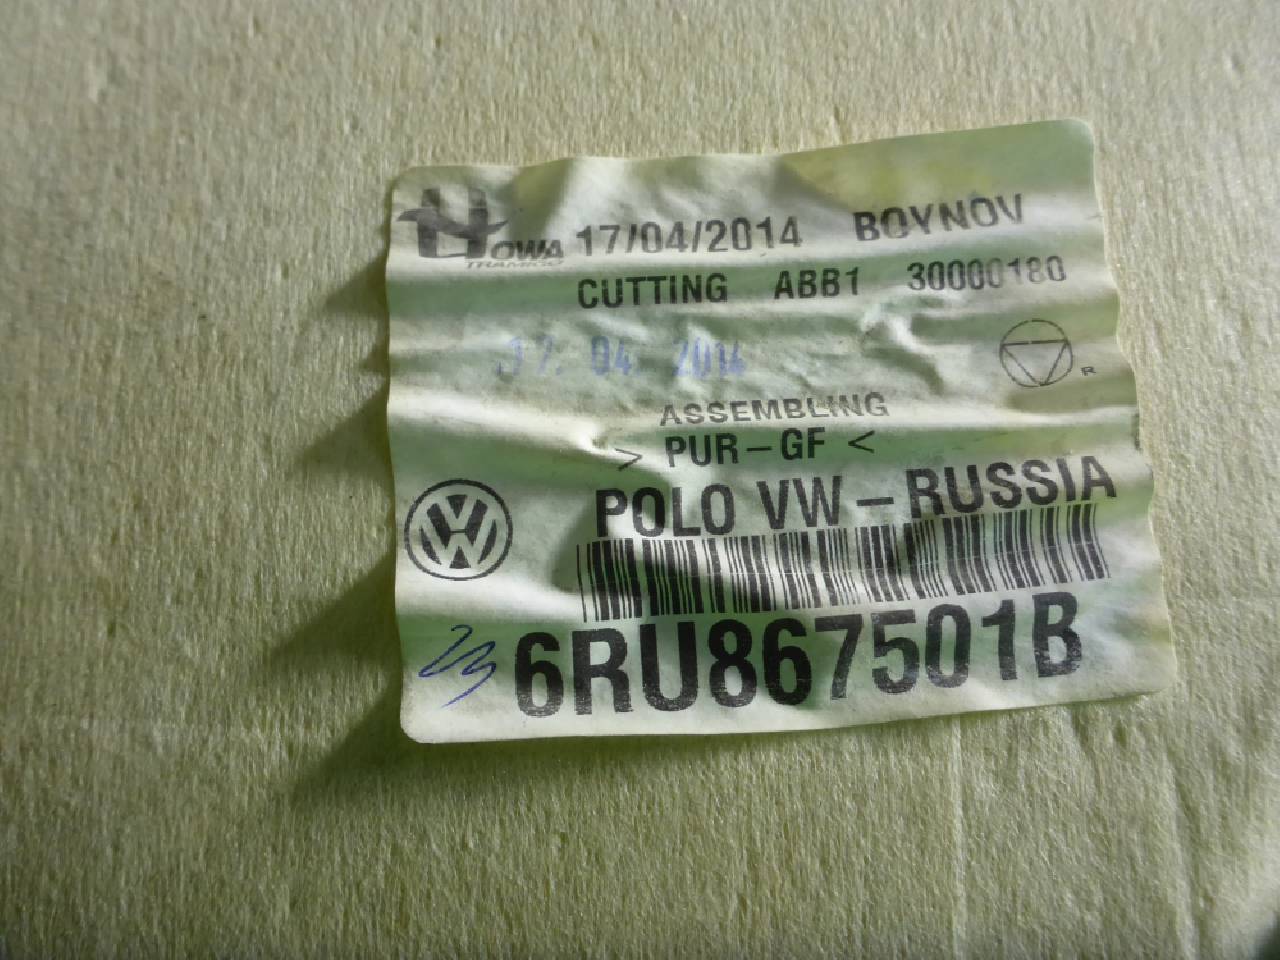 HOWA 17/04/2014 BOYNOV
TRAMICO
CUTTING ABB1 30000180
17. 04. 2014
R
ASSEMBLING
> PUR-GF <
POLO VW-RUSSIA
6RU867501B